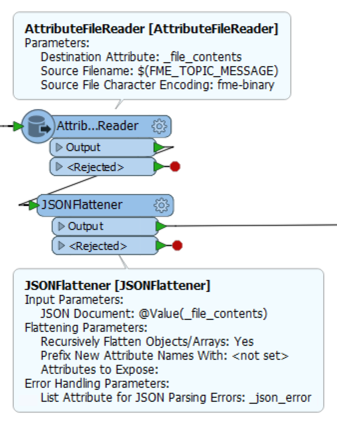 AttributeFileReader [AttributeFileReader]
Parameters:
Destination Attribute: _file_contents
Source Filename: $(FME_TOPIC_MESSAGE)
Source File Character Encoding: fme-binary
Attrib...Reader
Output
<Rejected>
JSONFlattener
Output
<Rejected>
JSONFlattener [JSONFlattener]
Input Parameters:
JSON Document: @Value(_file_contents)
Flattening Parameters:
Recursively Flatten Objects/Arrays: Yes
Prefix New Attribute Names With: <not set>
Attributes to Expose:
Error Handling Parameters:
List Attribute for JSON Parsing Errors: _json_error